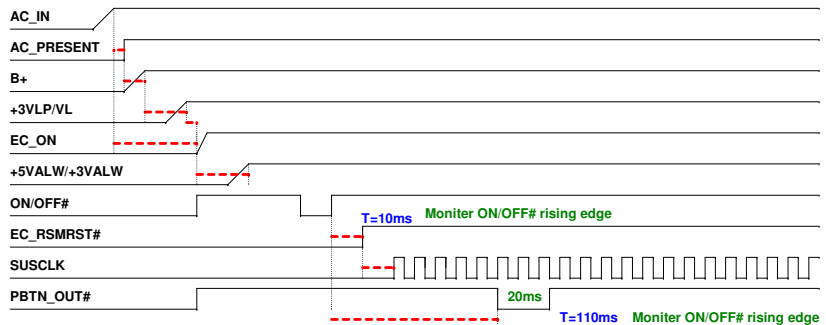 AC_IN
AC_PRESENT
B+
+3VLP/VL
EC_ON
+5VALW/+3VALW
ON/OFF#
T=10ms Moniter ON/OFF# rising edge
EC_RSMRST#
SUSCLK
PBTN_OUT#
20ms
T=110ms Moniter ON/OFF# rising edge